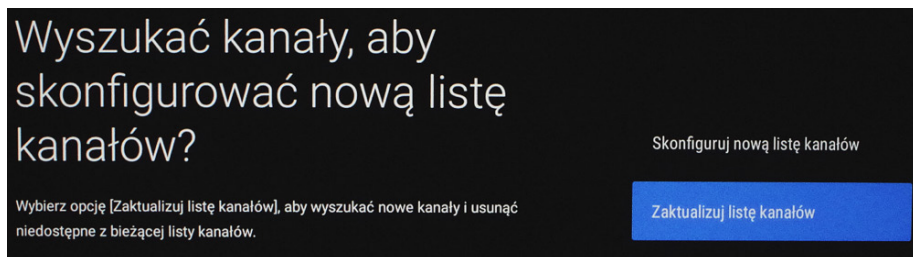 Wyszukać kanały, aby
skonfigurować nową listę
kanałów?
Wybierz opcję [Zaktualizuj listę kanałów], aby wyszukać nowe kanały i usunąć
niedostępne z bieżącej listy kanałów.
Skonfiguruj nową listę kanałów
Zaktualizuj listę kanałów